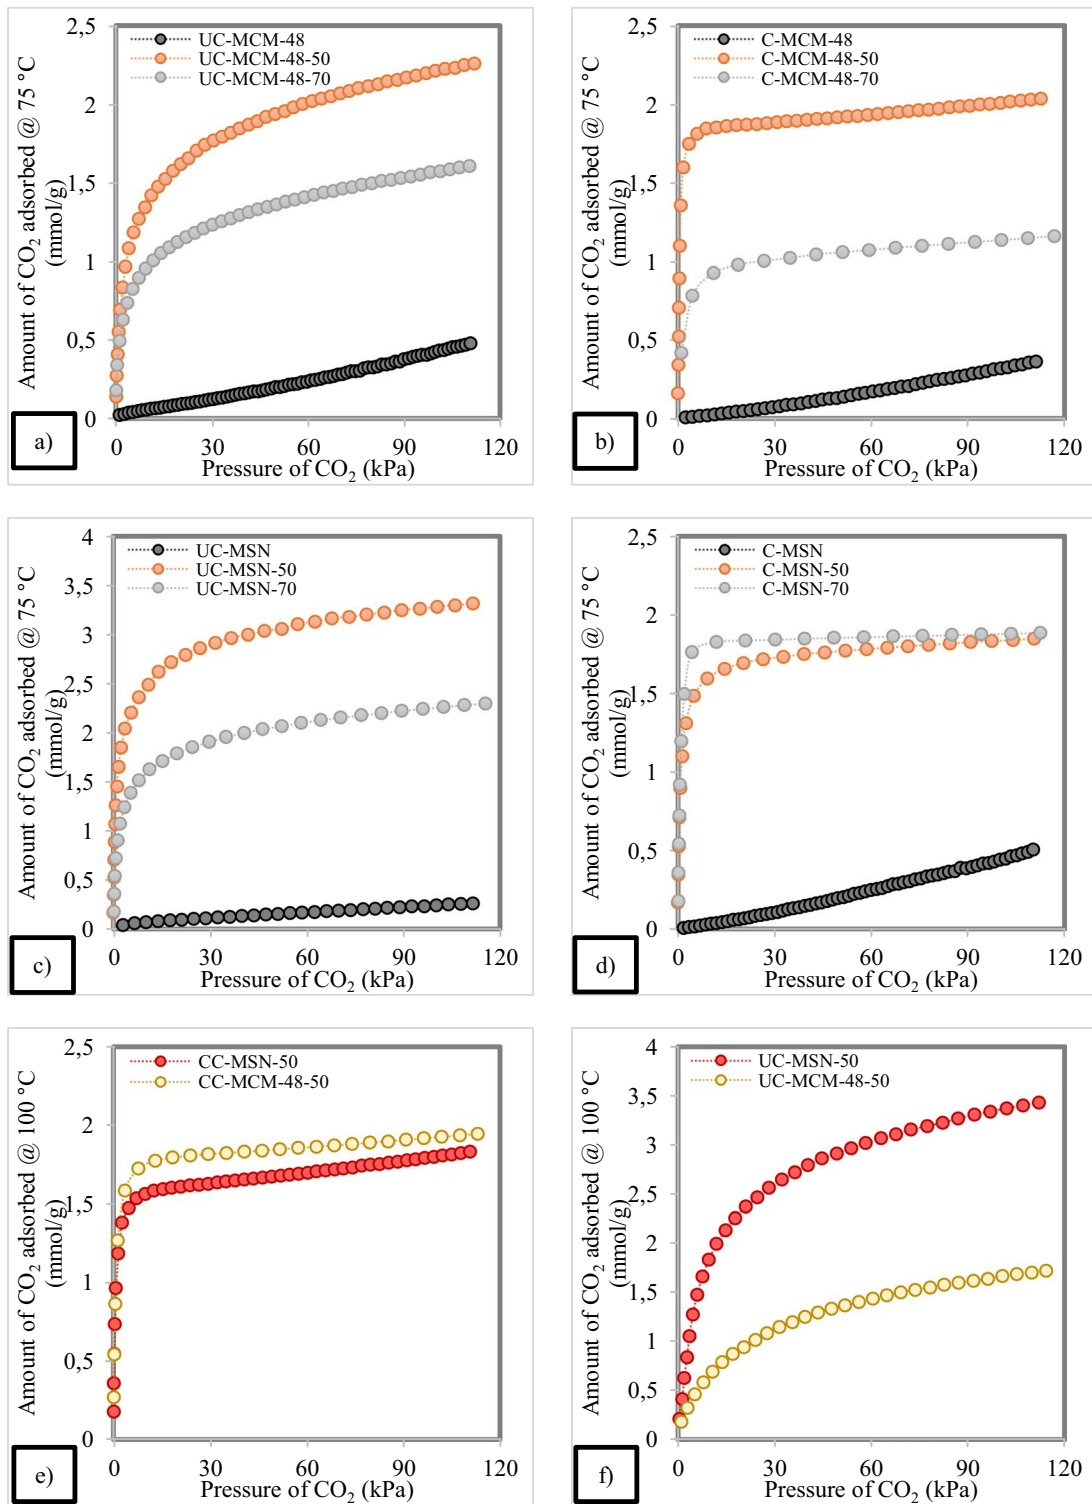 Amount of CO₂ adsorbed @ 75 °C
(mmol/g)
2,5
2
1,5
1
0,5
0
UC-MCM-48
UC-MCM-48-50
UC-MCM-48-70
0 30 60 90 120
Pressure of CO₂ (kPa)
a)
Amount of CO₂ adsorbed @ 75 °C
(mmol/g)
2,5
2
1,5
1
0,5
0
C-MCM-48
C-MCM-48-50
C-MCM-48-70
0 30 60 90 120
Pressure of CO₂ (kPa)
b)
Amount of CO₂ adsorbed @ 75 °C
(mmol/g)
4
3,5
3
2,5
2
1,5
1
0,5
0
UC-MSN
UC-MSN-50
UC-MSN-70
0 30 60 90 120
Pressure of CO₂ (kPa)
c)
Amount of CO₂ adsorbed @ 75 °C
(mmol/g)
2,5
2
1,5
1
0,5
0
C-MSN
C-MSN-50
C-MSN-70
0 30 60 90 120
Pressure of CO₂ (kPa)
d)
Amount of CO₂ adsorbed @ 100 °C
(mmol/g)
2,5
2
1,5
1
0,5
0
CC-MSN-50
CC-MCM-48-50
0 30 60 90 120
Pressure of CO₂ (kPa)
e)
Amount of CO₂ adsorbed @ 100 °C
(mmol/g)
4
3,5
3
2,5
2
1,5
1
0,5
0
UC-MSN-50
UC-MCM-48-50
0 30 60 90 120
Pressure of CO₂ (kPa)
f)